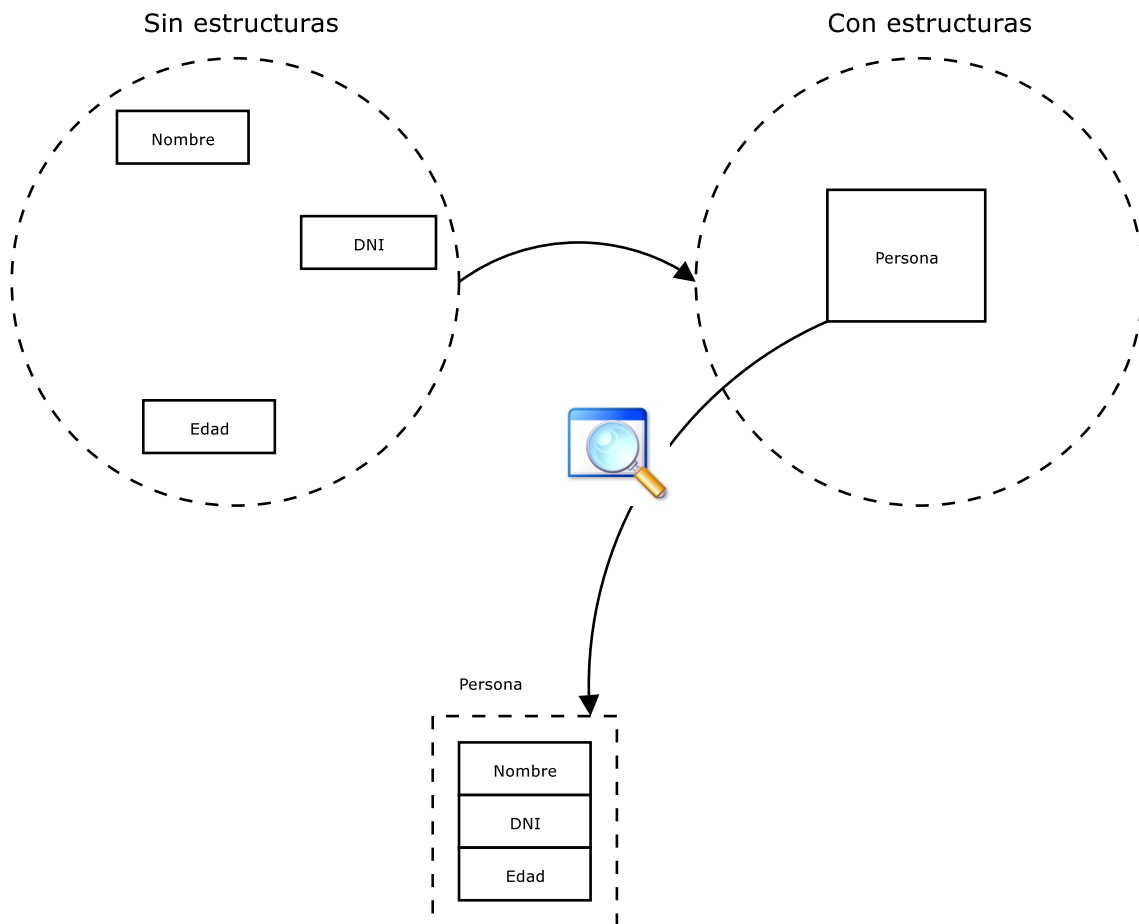 Sin estructuras
Con estructuras
Nombre
DNI
Persona
Edad
Persona
Nombre
DNI
Edad